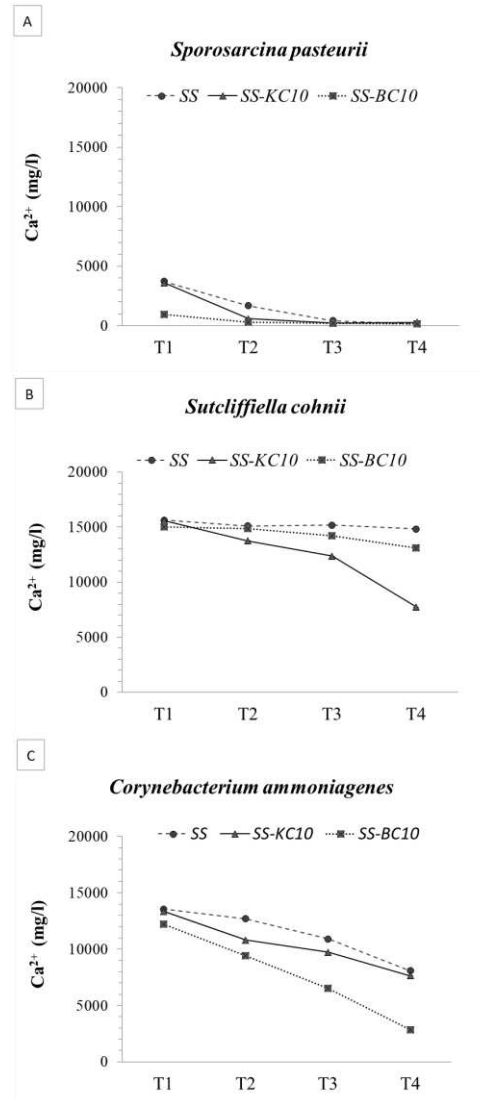 A
Sporosarcina pasteurii
SS SS-KC10 SS-BC10
20000
15000
10000
5000
0
Ca²⁺ (mg/l)
T1 T2 T3 T4
B
Sutcliffiella cohnii
SS SS-KC10 SS-BC10
20000
15000
10000
5000
0
Ca²⁺ (mg/l)
T1 T2 T3 T4
C
Corynebacterium ammoniagenes
SS SS-KC10 SS-BC10
20000
15000
10000
5000
0
Ca²⁺ (mg/l)
T1 T2 T3 T4